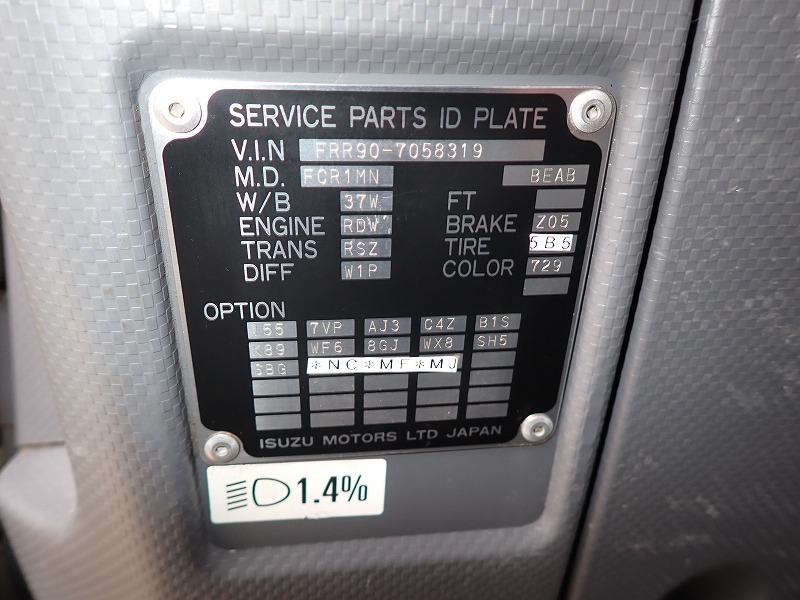 SERVICE PARTS ID PLATE
V.I.N FRR90-7058319
M.D. FCR1MN BEAB
W/B 37W FT
ENGINE RDW BRAKE Z05
TRANS RSZ TIRE 5B5
DIFF W1P COLOR 729
OPTION
I55 7VP AJ3 C4Z B1S
K89 WF6 8GJ WX8 SH5
SBG *NC*MF*MJ
ISUZU MOTORS LTD JAPAN
1.4%